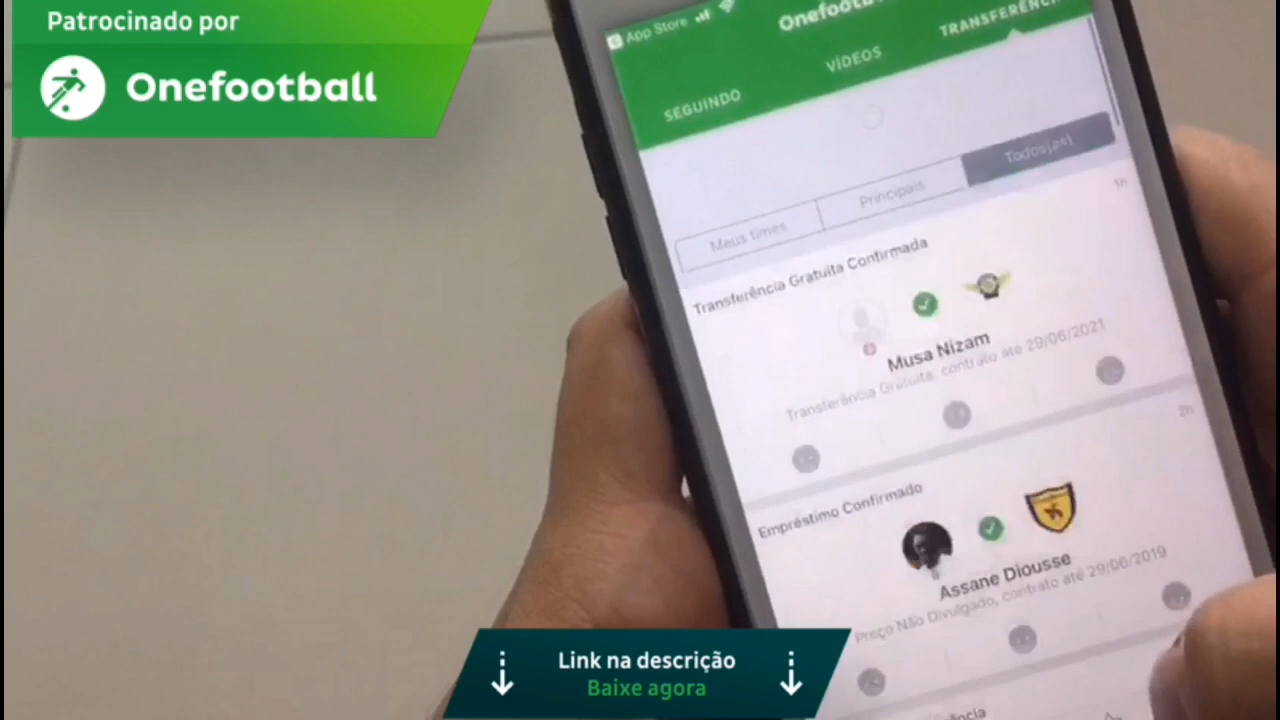 Patrocinado por
Onefootball
App Store
SEGUINDO
VÍDEOS
Meus times
Principais
1h
Transferência Gratuita Confirmada
Musa Nizam
Transferência Gratuita, contrato até 29/06/2021
2h
Empréstimo Confirmado
Assane Diousse
Preço Não Divulgado, contrato até 29/06/2019
Link na descrição
Baixe agora